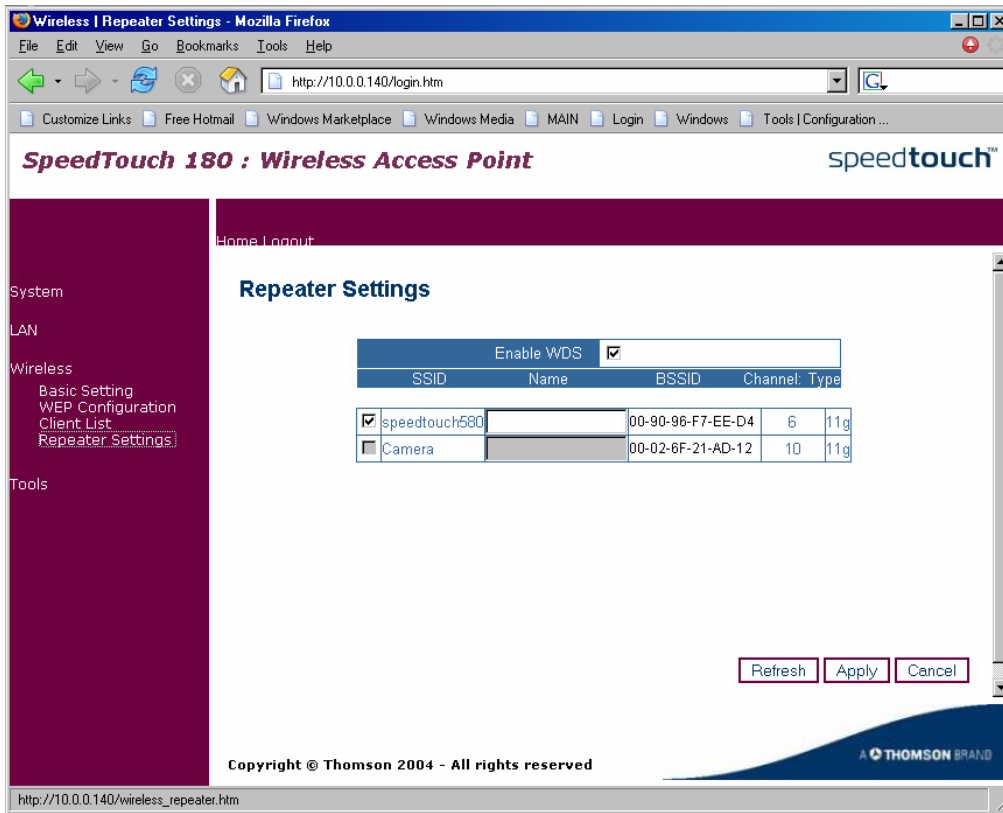 Wireless | Repeater Settings - Mozilla Firefox
File Edit View Go Bookmarks Tools Help
http://10.0.0.140/login.htm
G
Customize Links Free Hotmail Windows Marketplace Windows Media MAIN Login Windows Tools | Configuration ...
SpeedTouch 180 : Wireless Access Point
speedtouch™
Home Logout
System
LAN
Wireless
Basic Setting
WEP Configuration
Client List
Repeater Settings
Tools
Repeater Settings
Enable WDS
SSID Name BSSID Channel: Type
speedtouch580 00-90-96-F7-EE-D4 6 11g
Camera 00-02-6F-21-AD-12 10 11g
Refresh Apply Cancel
Copyright © Thomson 2004 - All rights reserved
A THOMSON BRAND
http://10.0.0.140/wireless_repeater.htm